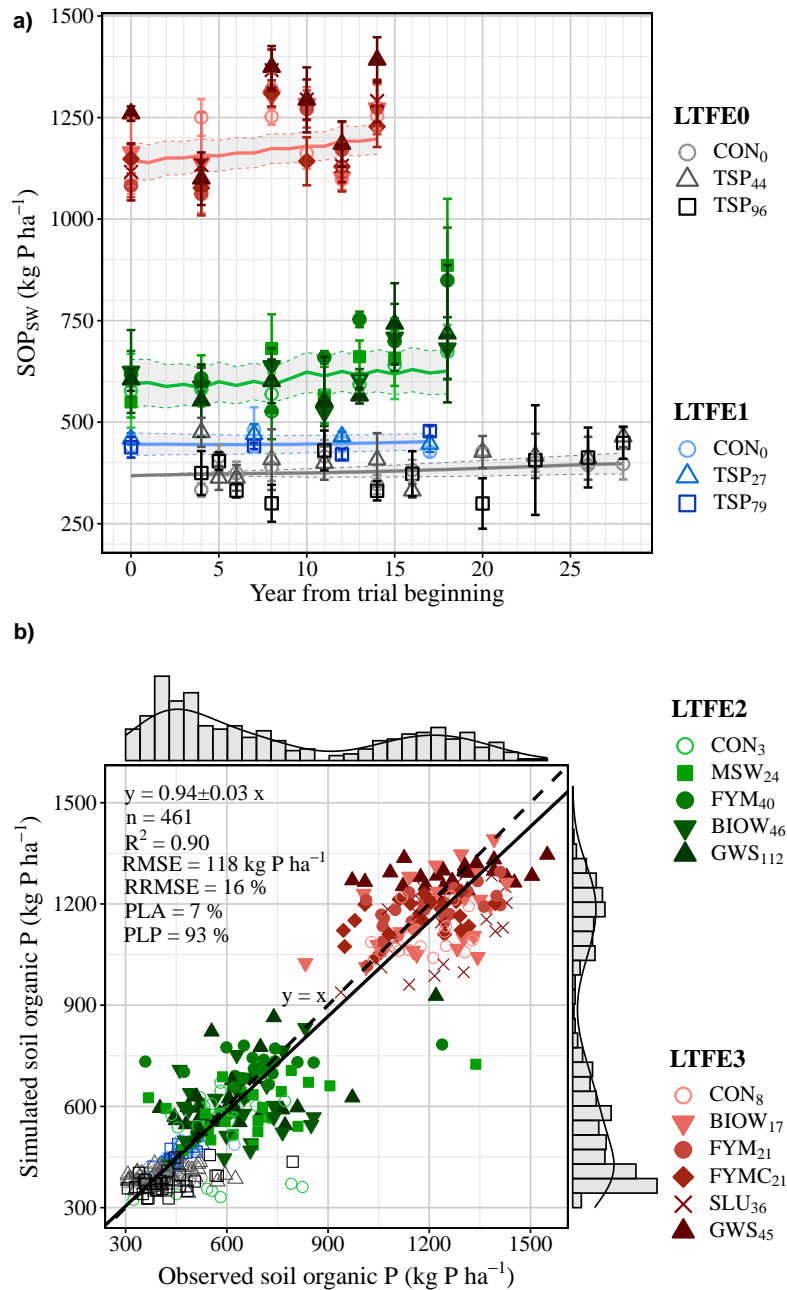 a)
1500
1250
1000
750
500
250
SOP_SW (kg P ha⁻¹)
0 5 10 15 20 25
Year from trial beginning
LTFE0
CON₀
TSP₄₄
TSP₉₆
LTFE1
CON₀
TSP₂₇
TSP₇₉
b)
y = 0.94±0.03 x
n = 461
R² = 0.90
RMSE = 118 kg P ha⁻¹
RRMSE = 16 %
PLA = 7 %
PLP = 93 %
y = x
1500
1200
900
600
300
Simulated soil organic P (kg P ha⁻¹)
300 600 900 1200 1500
Observed soil organic P (kg P ha⁻¹)
LTFE2
CON₃
MSW₂₄
FYM₄₀
BIOW₄₆
GWS₁₁₂
LTFE3
CON₈
BIOW₁₇
FYM₂₁
FYMC₂₁
SLU₃₆
GWS₄₅